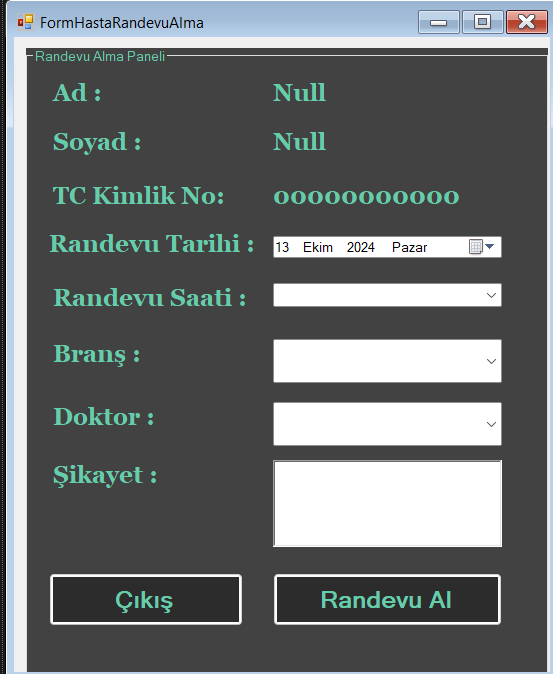 FormHastaRandevuAlma
Randevu Alma Paneli
Ad : Null
Soyad : Null
TC Kimlik No: 00000000000
Randevu Tarihi : 13 Ekim 2024 Pazar
Randevu Saati :
Branş :
Doktor :
Şikayet :
Çıkış Randevu Al